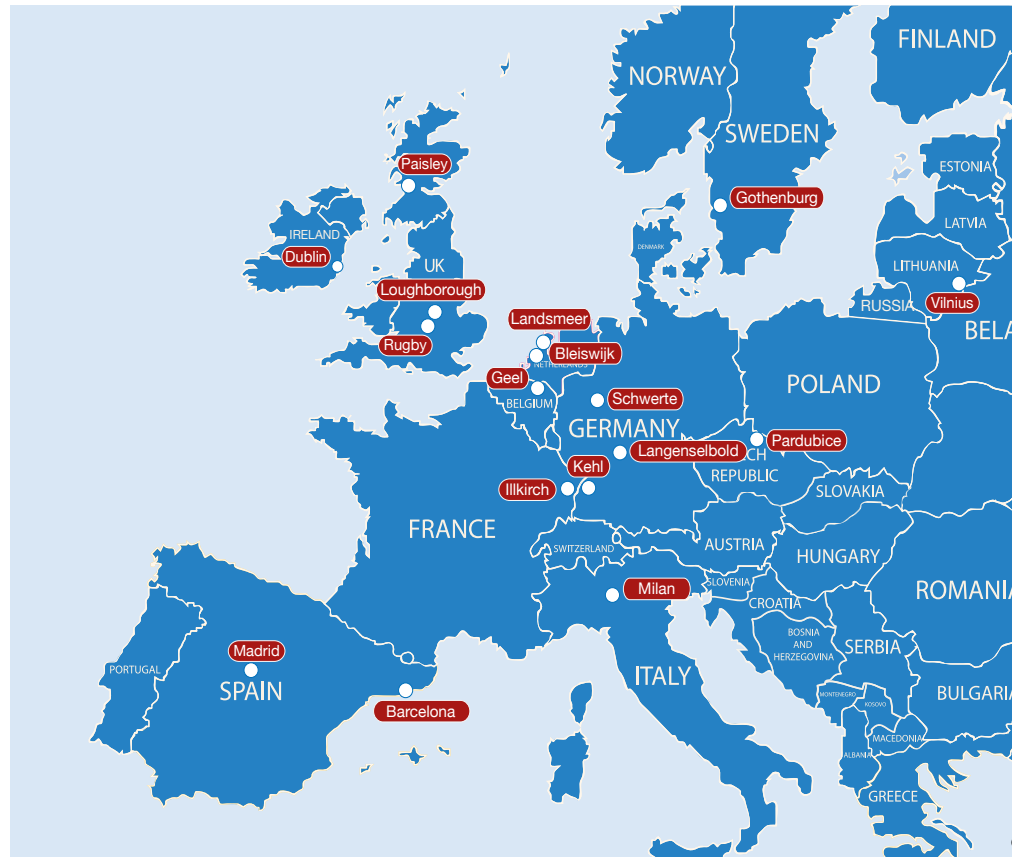 FINLAND
NORWAY
SWEDEN
Paisley
ESTONIA
Gothenburg
LATVIA
IRELAND
DENMARK
Dublin
UK
LITHUANIA
Loughborough
RUSSIA
Vilnius
Landsmeer
BELA
Rugby
Bleiswijk
NETHERLANDS
Geel
POLAND
BELGIUM
Schwerte
GERMANY
Pardubice
Langenselbold
CH
REPUBLIC
Kehl
Illkirch
SLOVAKIA
FRANCE
AUSTRIA
SWITZERLAND
HUNGARY
SLOVENIA
Milan
ROMANIA
CROATIA
BOSNIA
AND
HERZEGOVINA
SERBIA
Madrid
PORTUGAL
SPAIN
ITALY
Barcelona
MONTENEGRO
KOSOVO
BULGARIA
MACEDONIA
ALBANIA
GREECE